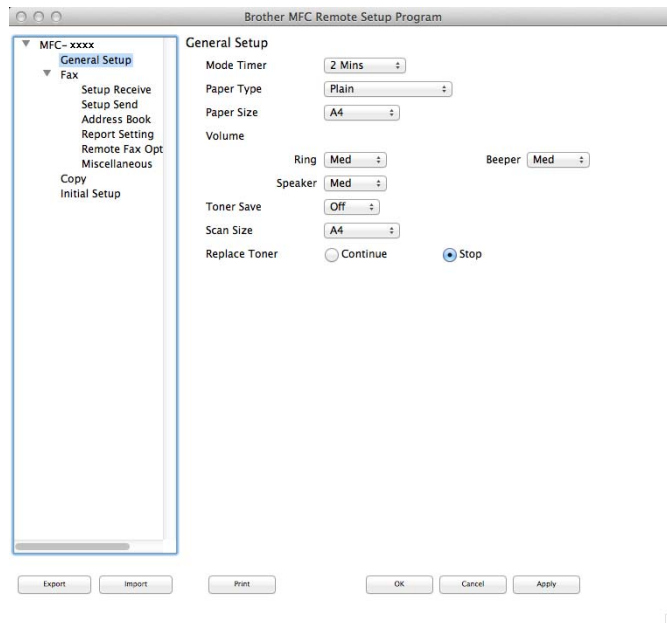 Brother MFC Remote Setup Program
MFC- xxxx
General Setup
Fax
Setup Receive
Setup Send
Address Book
Report Setting
Remote Fax Opt
Miscellaneous
Copy
Initial Setup
General Setup
Mode Timer 2 Mins
Paper Type Plain
Paper Size A4
Volume
Ring Med Beeper Med
Speaker Med
Toner Save Off
Scan Size A4
Replace Toner Continue Stop
Export Import Print OK Cancel Apply